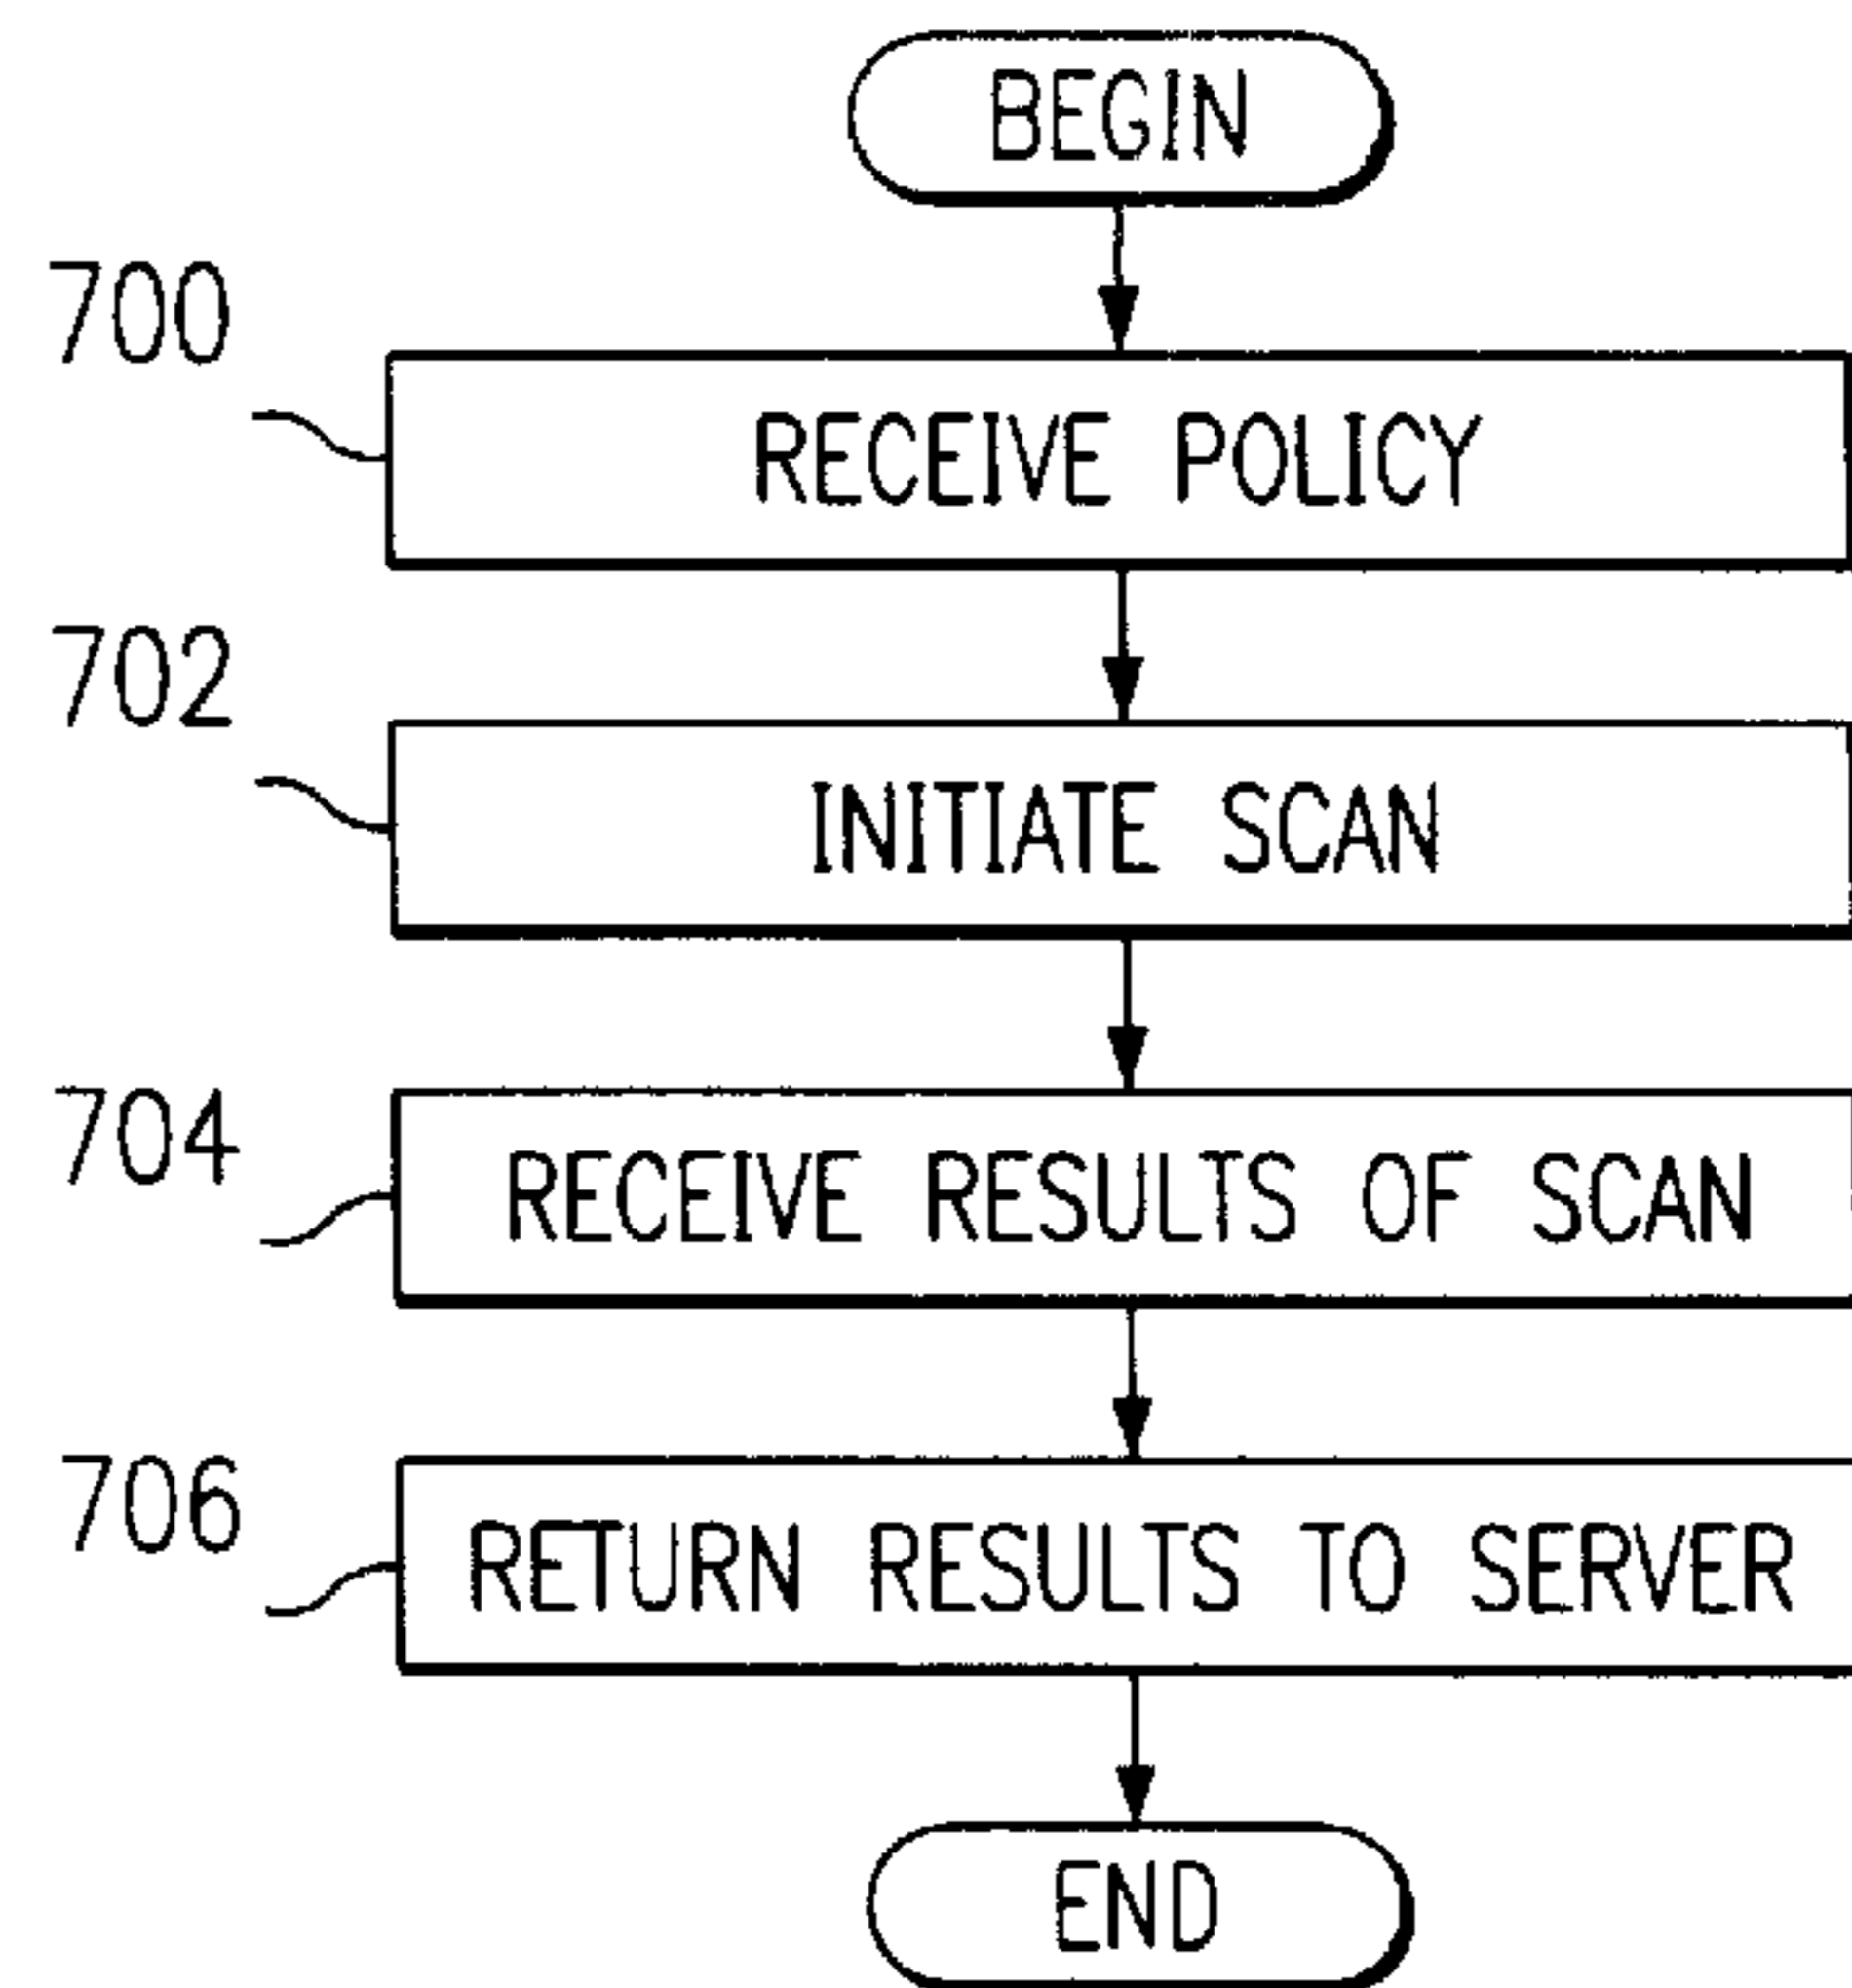 BEGIN
700
RECEIVE POLICY
702
INITIATE SCAN
704
RECEIVE RESULTS OF SCAN
706
RETURN RESULTS TO SERVER
END